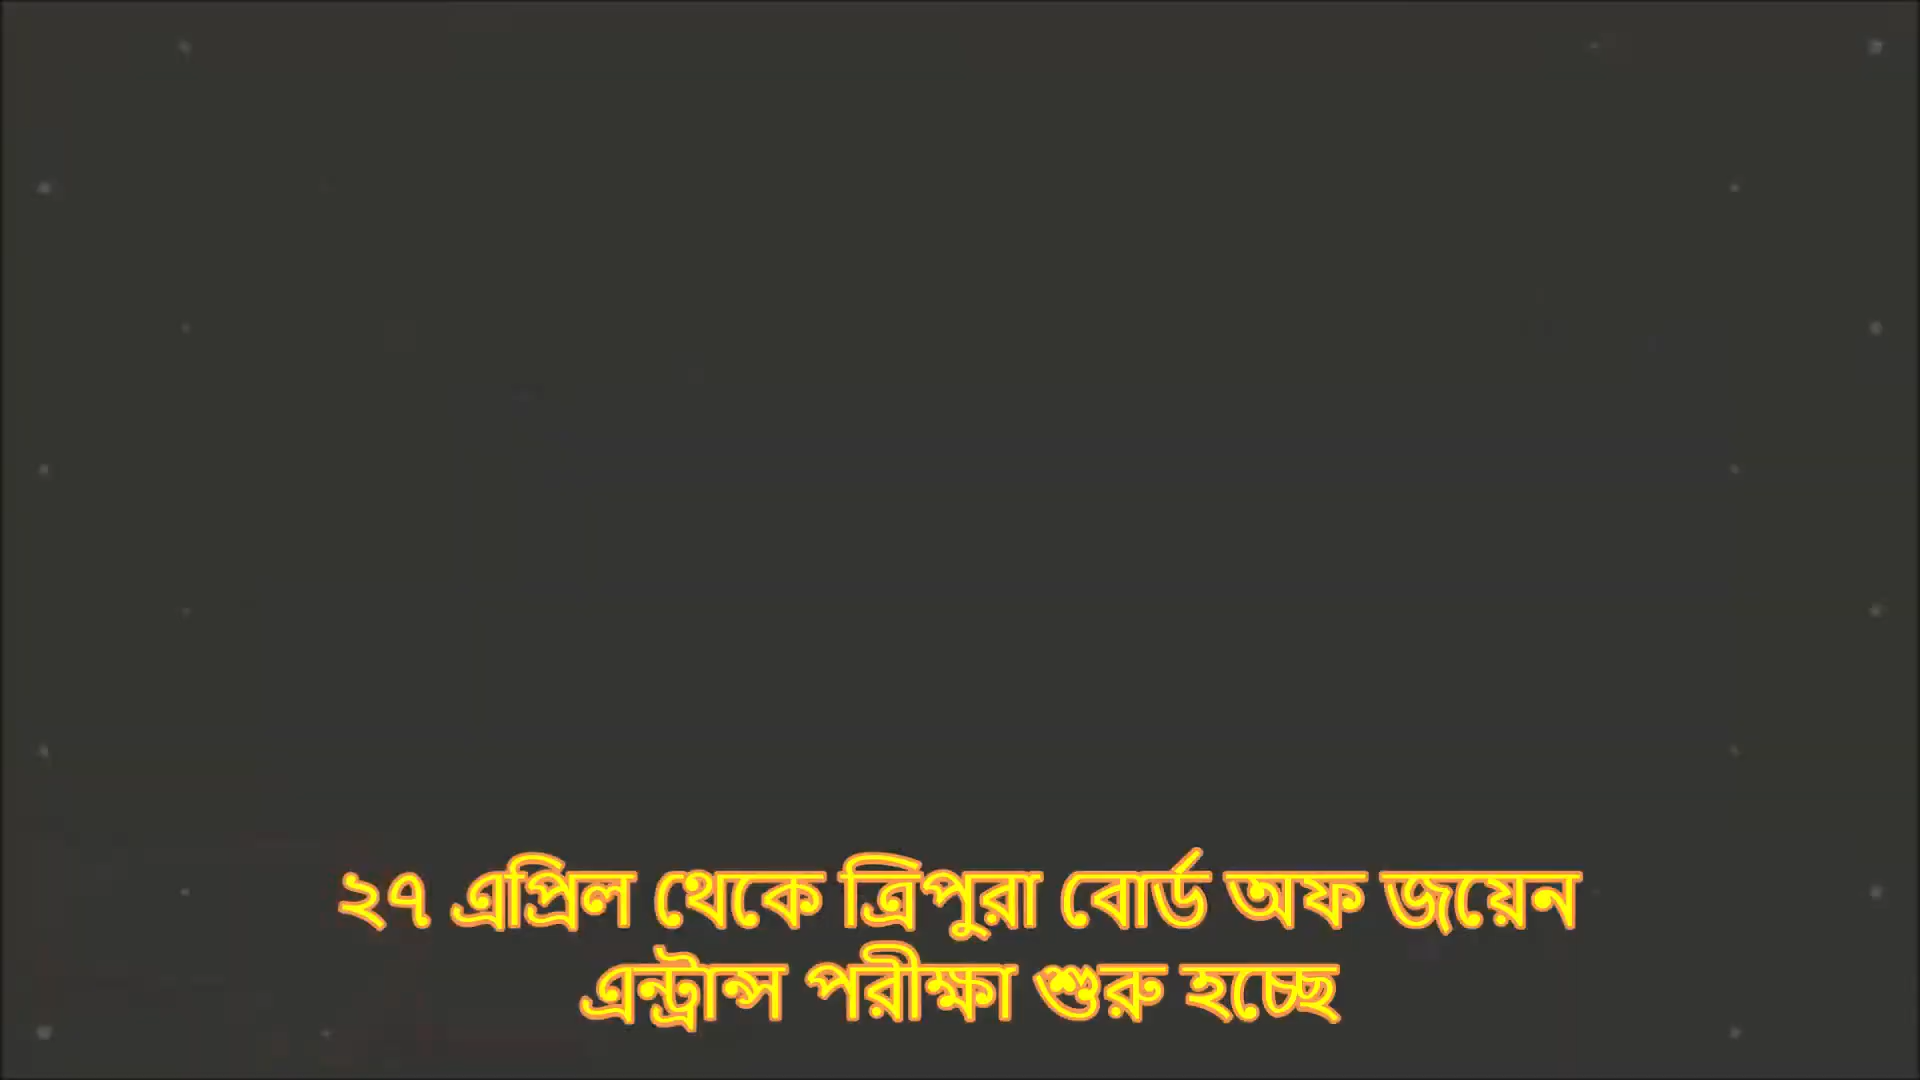 ২৭ এপ্রিল থেকে ত্রিপুরা বোর্ড অফ জয়েন
এন্ট্রান্স পরীক্ষা শুরু হচ্ছে